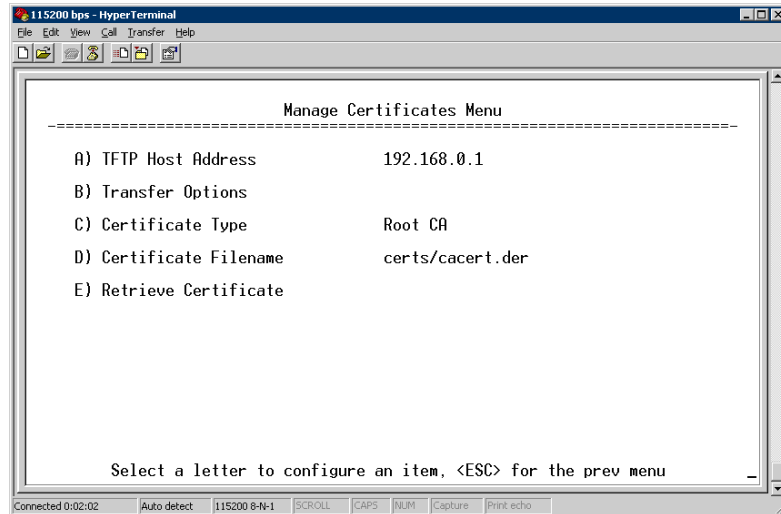 115200 bps - HyperTerminal
File Edit View Call Transfer Help
Manage Certificates Menu
-==========================================================================-
A) TFTP Host Address 192.168.0.1
B) Transfer Options
C) Certificate Type Root CA
D) Certificate Filename certs/cacert.der
E) Retrieve Certificate
Select a letter to configure an item, <ESC> for the prev menu _
Connected 0:02:02 Auto detect 115200 8-N-1 SCROLL CAPS NUM Capture Print echo